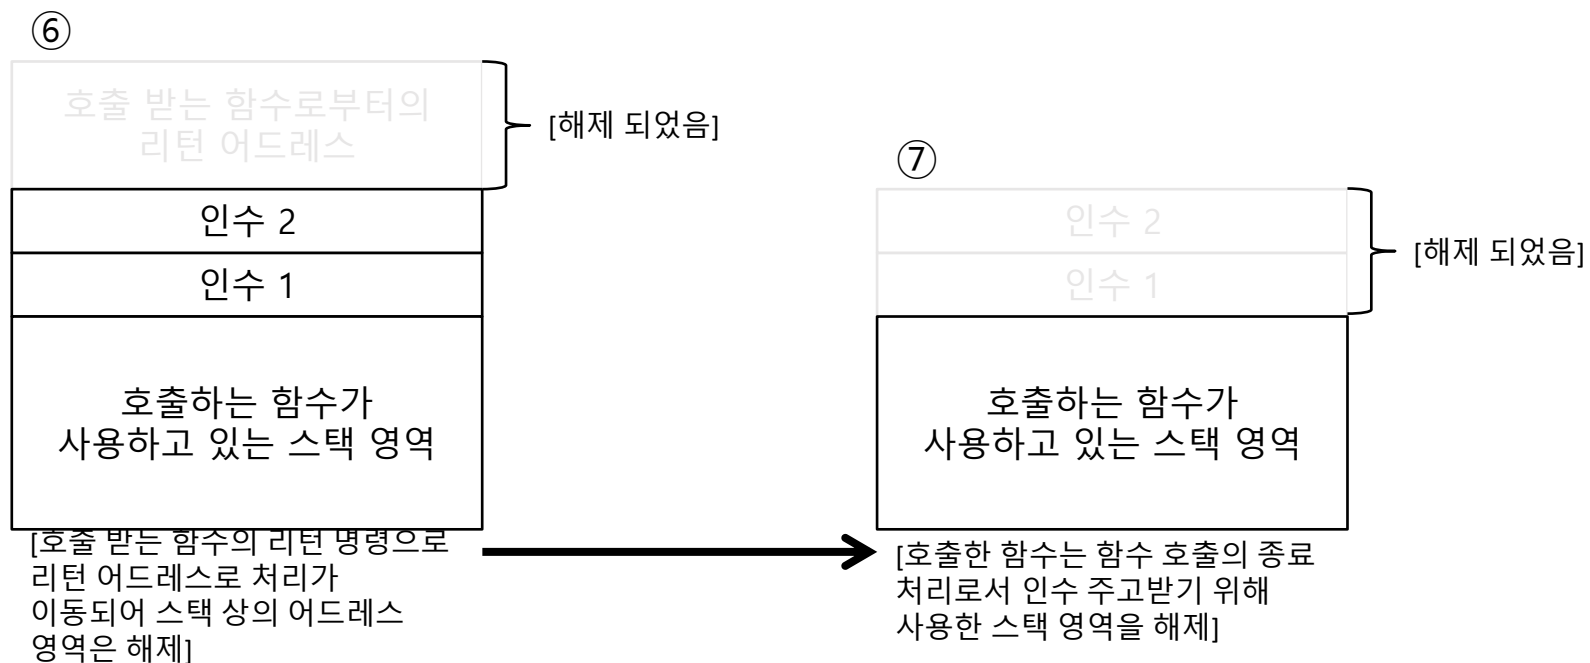 ⑥
호출 받는 함수로부터의
리턴 어드레스
[해제 되었음]
인수 2
인수 1
호출하는 함수가
사용하고 있는 스택 영역
[호출 받는 함수의 리턴 명령으로
리턴 어드레스로 처리가
이동되어 스택 상의 어드레스
영역은 해제]
⑦
인수 2
인수 1
[해제 되었음]
호출하는 함수가
사용하고 있는 스택 영역
[호출한 함수는 함수 호출의 종료
처리로서 인수 주고받기 위해
사용한 스택 영역을 해제]